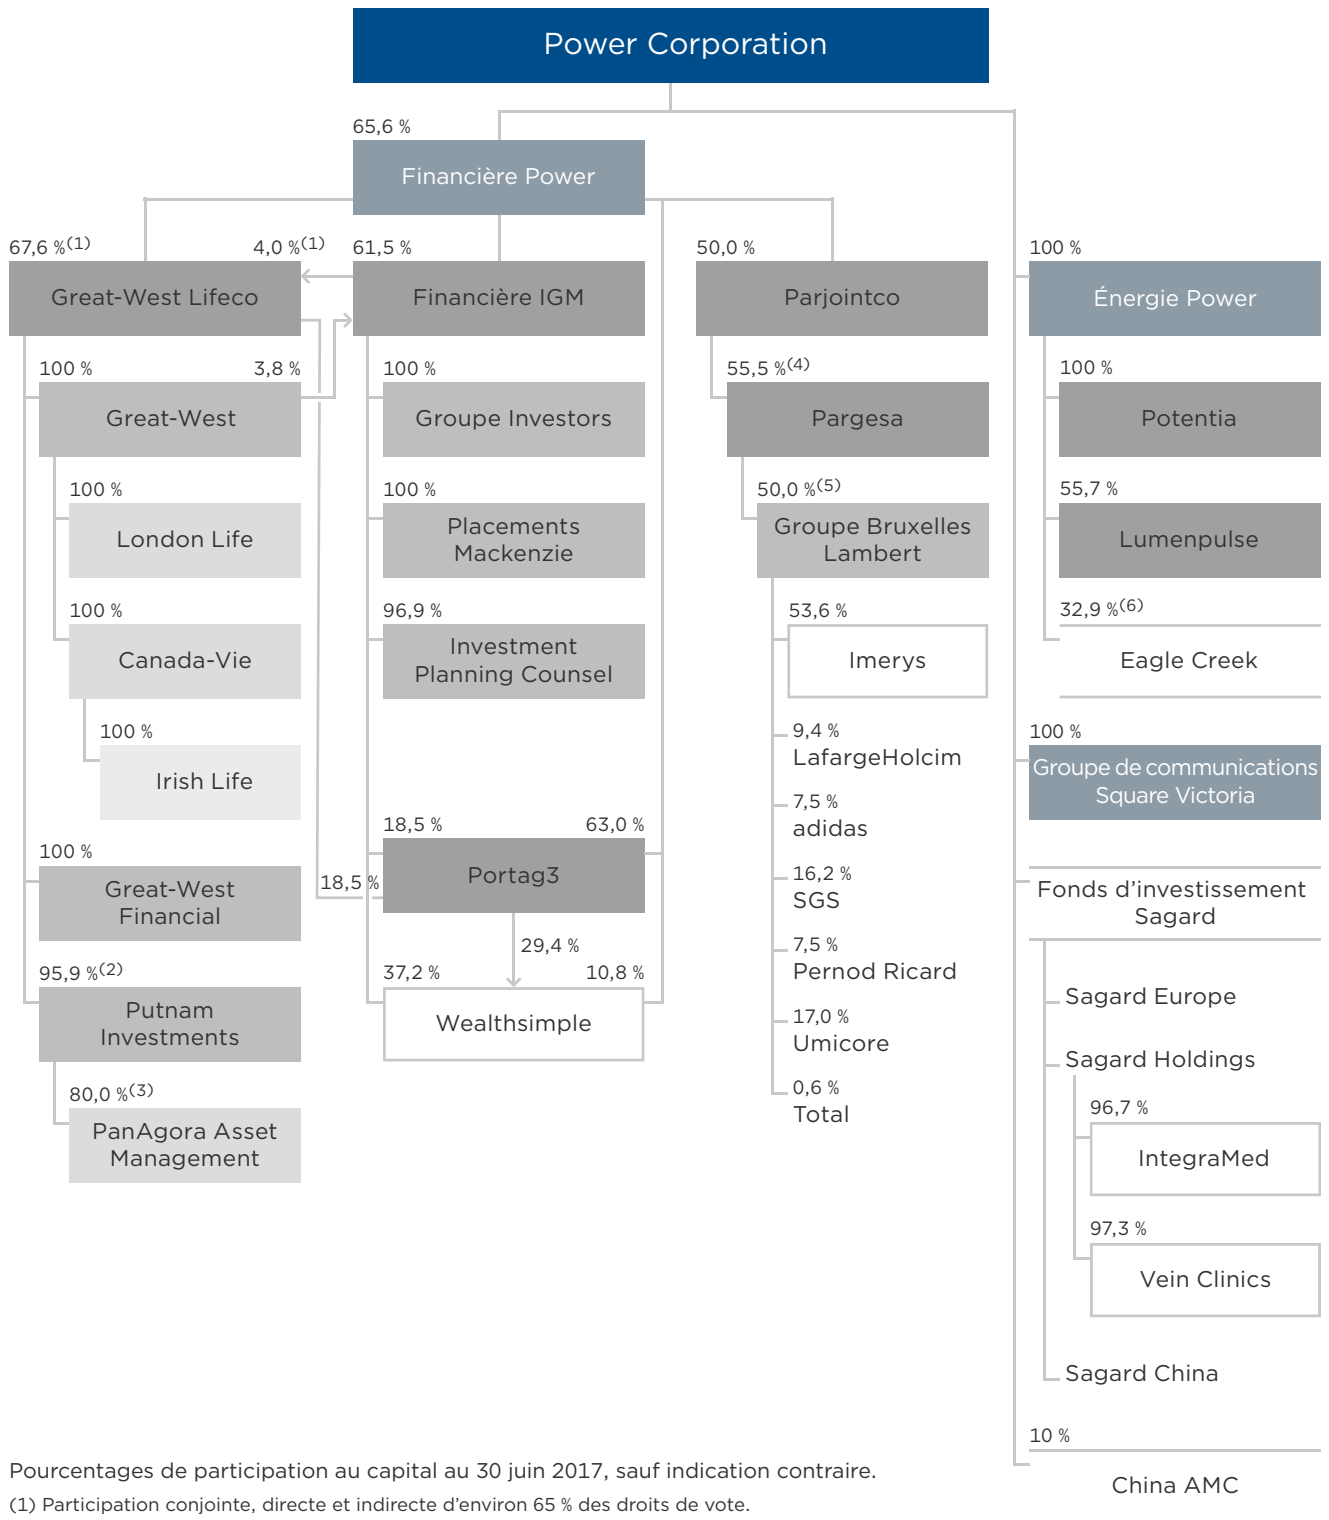 Power Corporation
65,6 %
Financière Power
67,6 %(1)
4,0 %(1)
Great-West Lifeco
100 %
3,8 %
Great-West
100 %
London Life
100 %
Canada-Vie
100 %
Irish Life
100 %
Great-West
Financial
95,9 %(2)
Putnam
Investments
80,0 %(3)
PanAgora Asset
Management
61,5 %
Financière IGM
100 %
Groupe Investors
100 %
Placements
Mackenzie
96,9 %
Investment
Planning Counsel
18,5 %
63,0 %
18,5 %
Portag3
29,4 %
37,2 %
10,8 %
Wealthsimple
50,0 %
Parjointco
55,5 %(4)
Pargesa
50,0 %(5)
Groupe Bruxelles
Lambert
53,6 %
Imerys
9,4 %
LafargeHolcim
7,5 %
adidas
16,2 %
SGS
7,5 %
Pernod Ricard
17,0 %
Umicore
0,6 %
Total
100 %
Énergie Power
100 %
Potentia
55,7 %
Lumenpulse
32,9 %(6)
Eagle Creek
100 %
Groupe de communications
Square Victoria
Fonds d’investissement
Sagard
Sagard Europe
Sagard Holdings
96,7 %
IntegraMed
97,3 %
Vein Clinics
Sagard China
10 %
China AMC
Pourcentages de participation au capital au 30 juin 2017, sauf indication contraire.
(1) Participation conjointe, directe et indirecte d’environ 65 % des droits de vote.